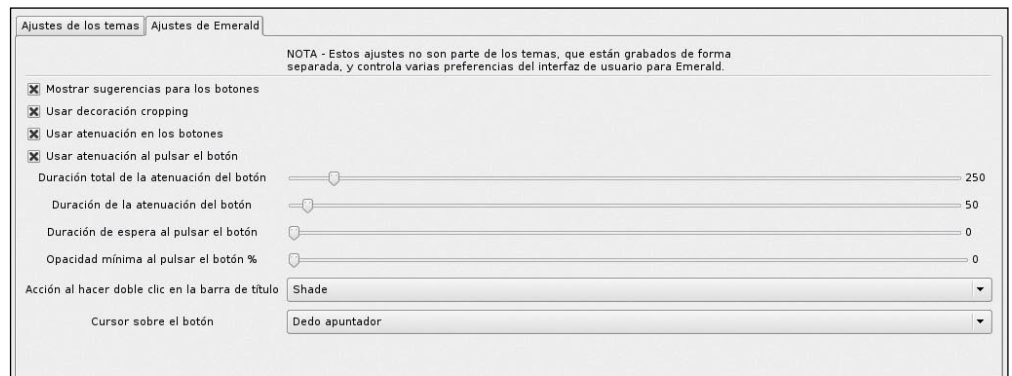 Ajustes de los temas Ajustes de Emerald
NOTA - Estos ajustes no son parte de los temas, que están grabados de forma
separada, y controla varias preferencias del interfaz de usuario para Emerald.
Mostrar sugerencias para los botones
Usar decoración cropping
Usar atenuación en los botones
Usar atenuación al pulsar el botón
Duración total de la atenuación del botón 250
Duración de la atenuación del botón 50
Duración de espera al pulsar el botón 0
Opacidad mínima al pulsar el botón % 0
Acción al hacer doble clic en la barra de título Shade
Cursor sobre el botón Dedo apuntador